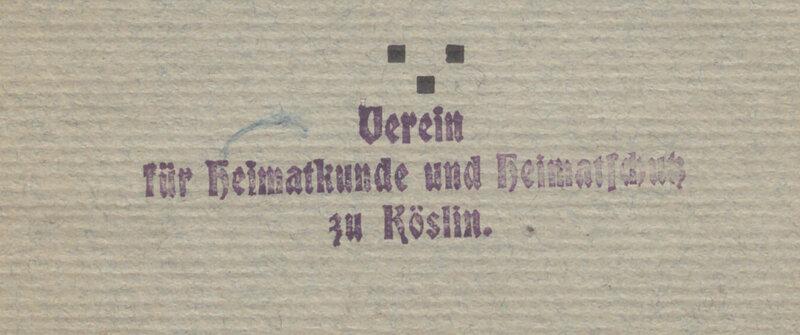 Verein
für Heimatkunde und Heimatschutz
zu Köslin.